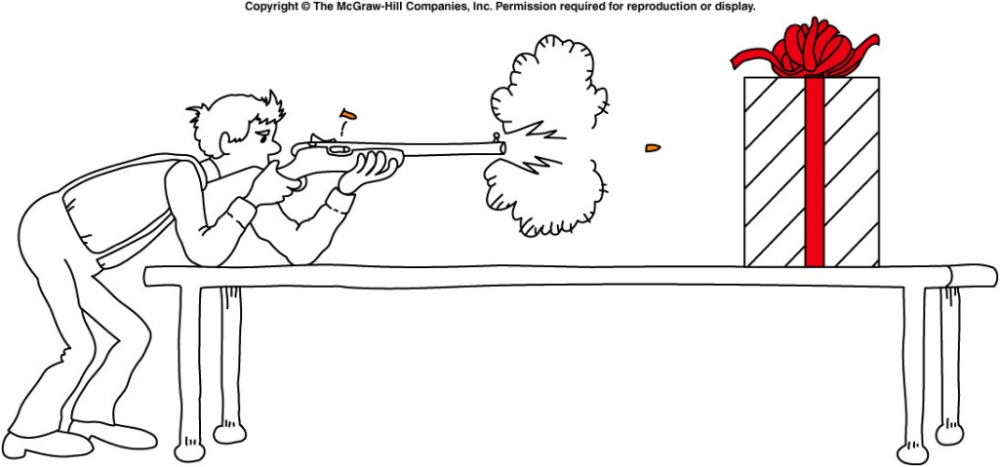 Copyright © The McGraw-Hill Companies, Inc. Permission required for reproduction or display.